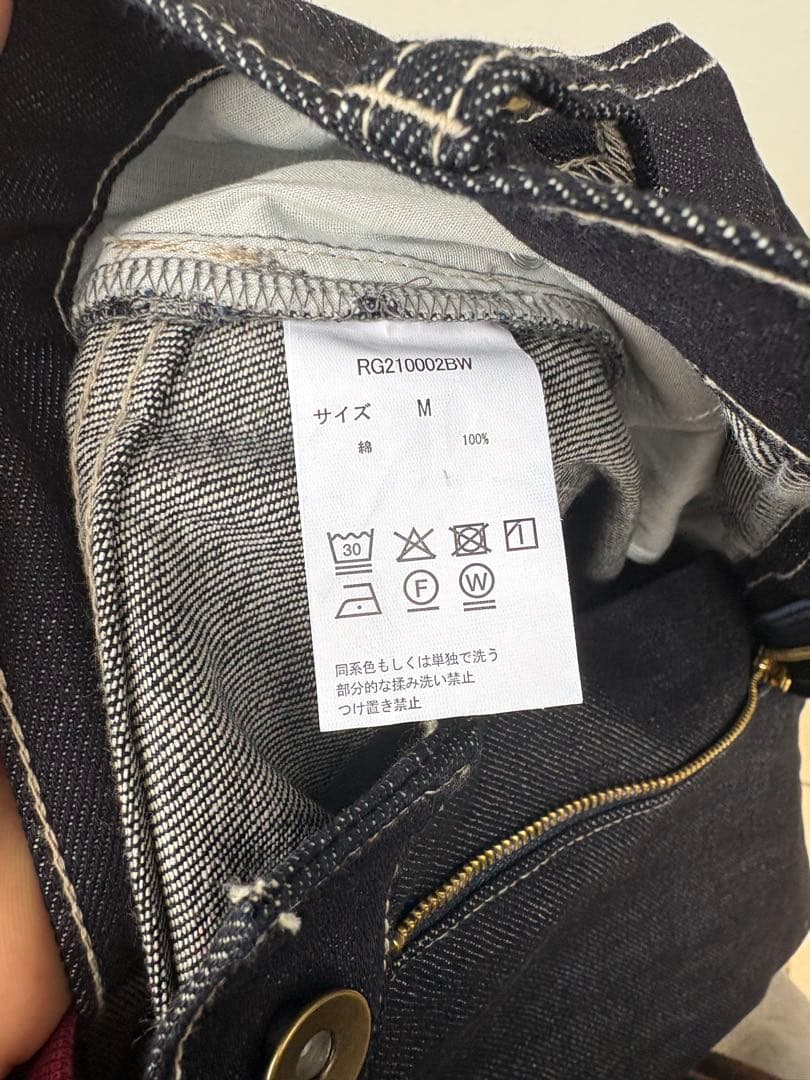 RG210002BW
サイズ M
綿 100%
30
F W
同系色もしくは単独で洗う
部分的な揉み洗い禁止
つけ置き禁止